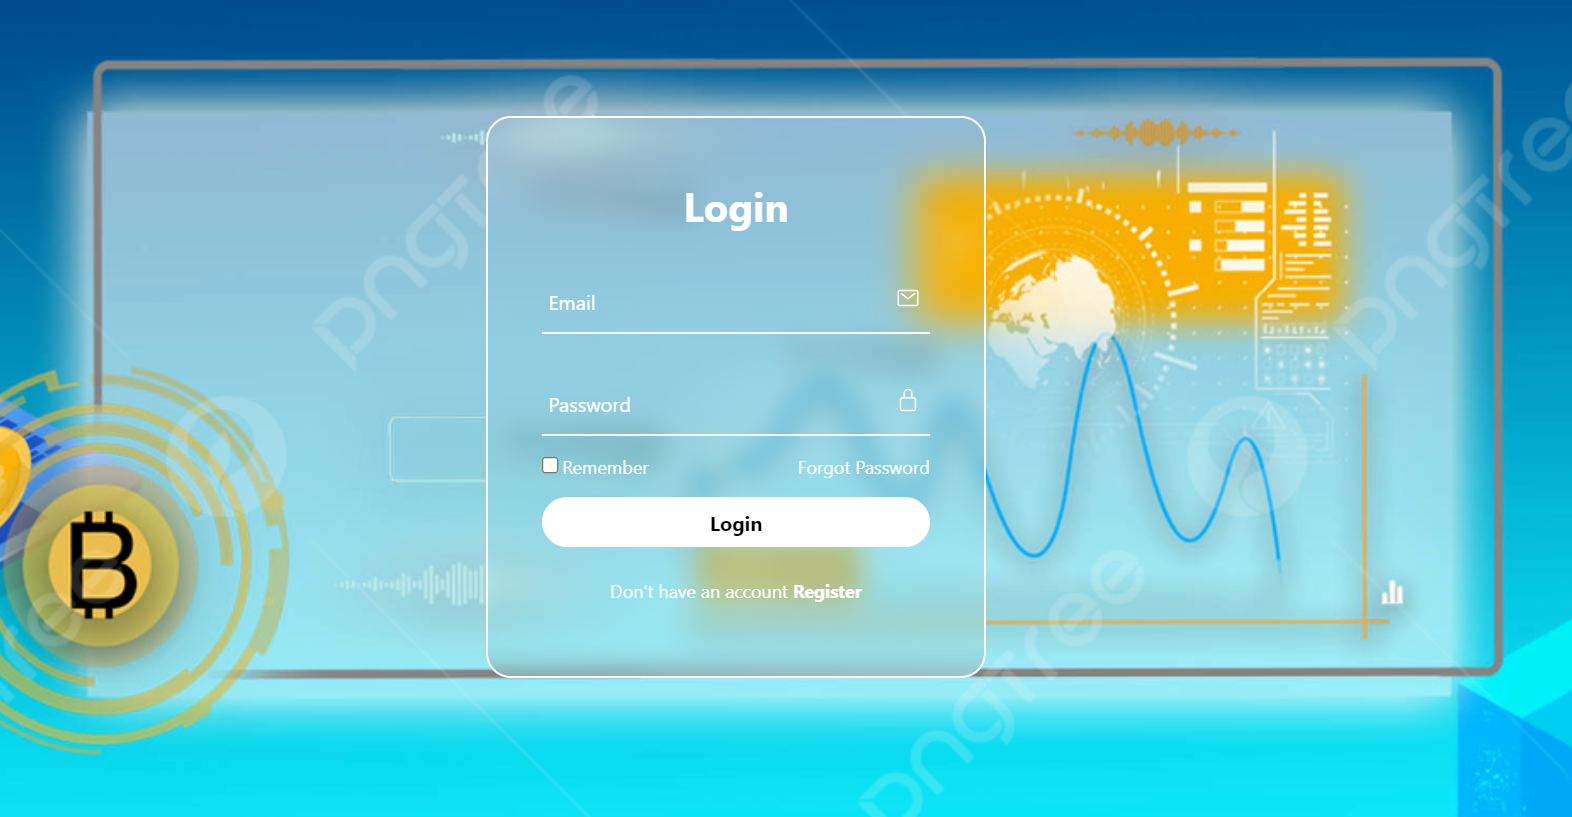 Login
Email
Password
Remember Forgot Password
Login
Don't have an account Register
pngtree
pngtree
pngtree